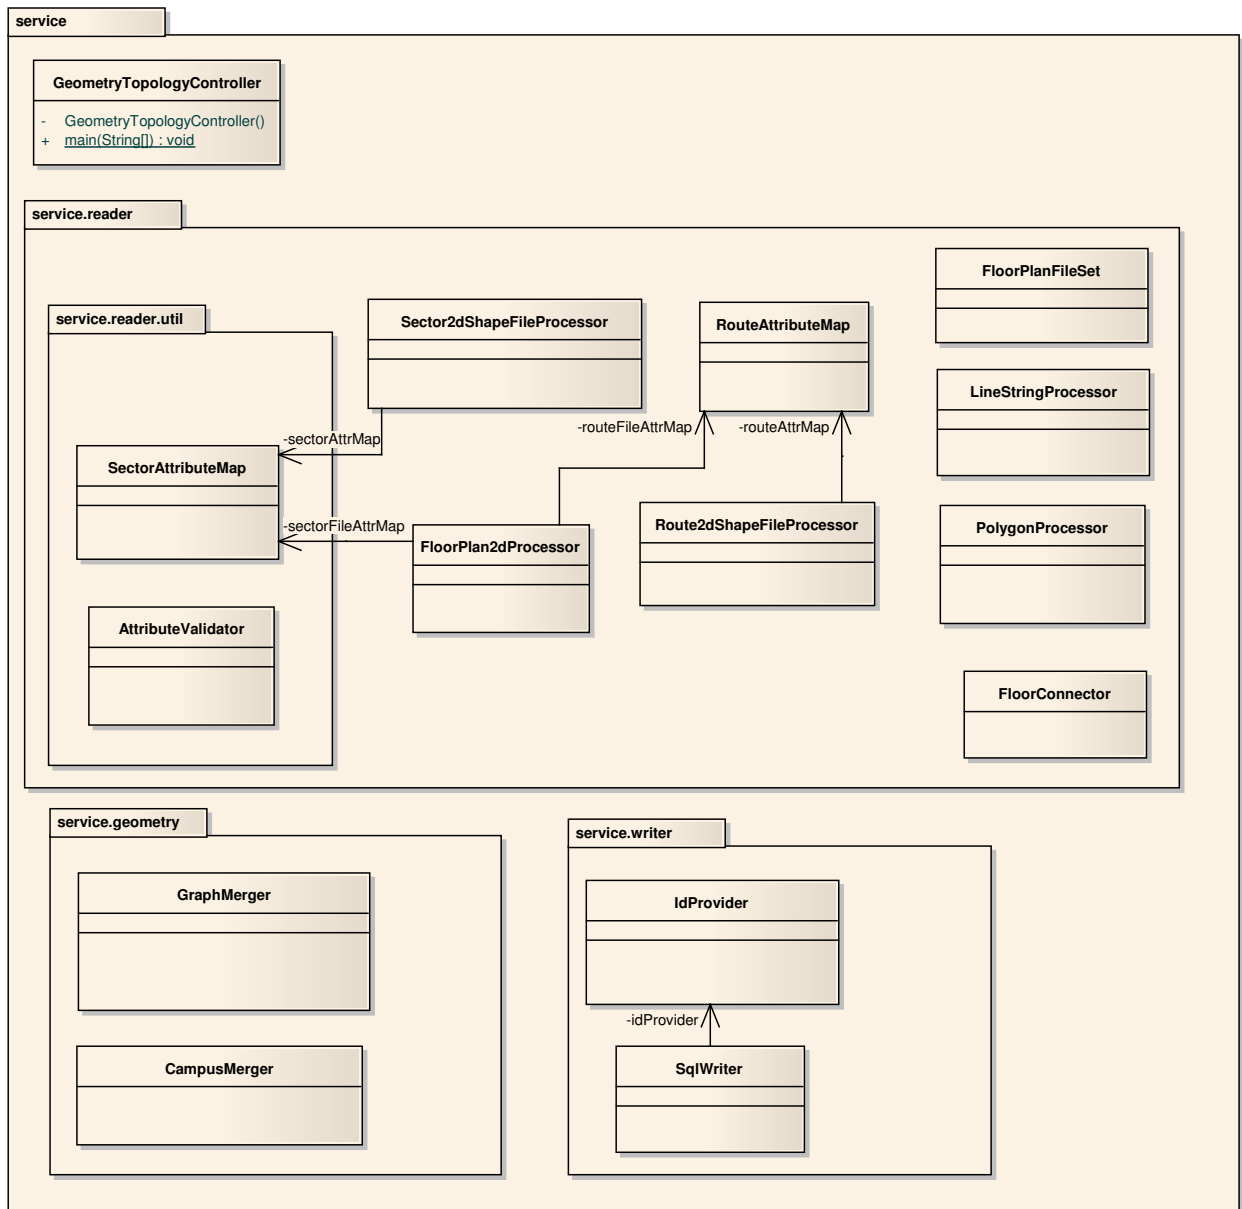 service
GeometryTopologyController
- GeometryTopologyController()
+ main(String[]) : void
service.reader
FloorPlanFileSet
service.reader.util
Sector2dShapeFileProcessor
RouteAttributeMap
LineStringProcessor
-sectorAttrMap
-routeFileAttrMap
-routeAttrMap
SectorAttributeMap
-sectorFileAttrMap
FloorPlan2dProcessor
Route2dShapeFileProcessor
PolygonProcessor
AttributeValidator
FloorConnector
service.geometry
service.writer
GraphMerger
IdProvider
-idProvider
CampusMerger
SqlWriter